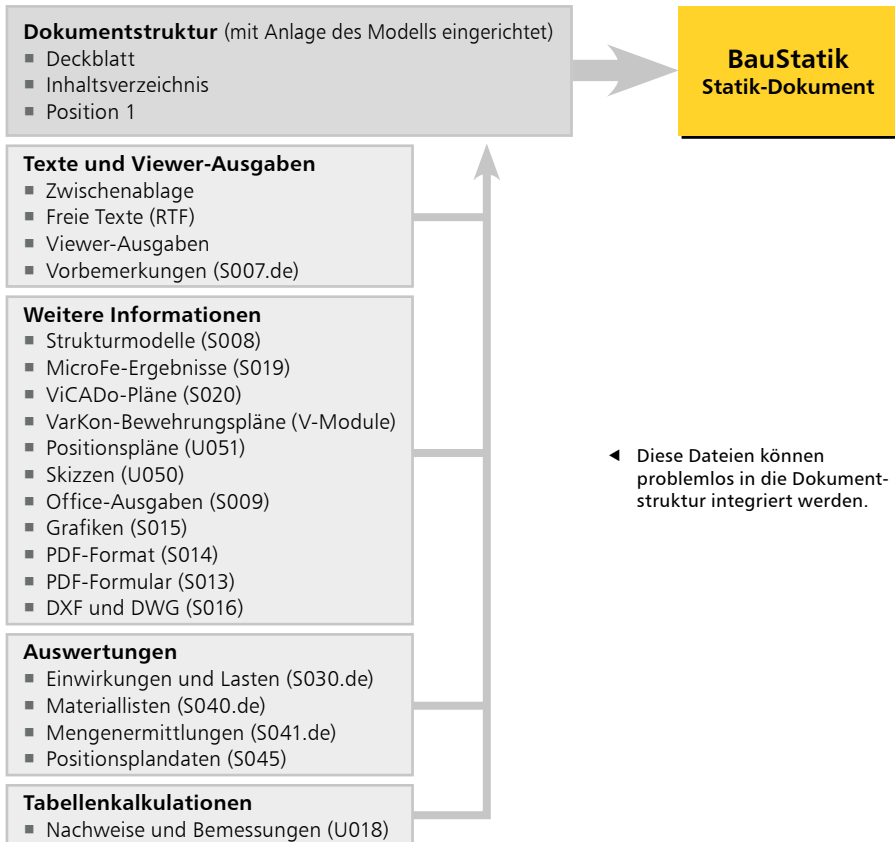 Dokumentstruktur (mit Anlage des Modells eingerichtet)
■ Deckblatt
■ Inhaltsverzeichnis
■ Position 1
BauStatik
Statik-Dokument
Texte und Viewer-Ausgaben
■ Zwischenablage
■ Freie Texte (RTF)
■ Viewer-Ausgaben
■ Vorbemerkungen (S007.de)
Weitere Informationen
■ Strukturmodelle (S008)
■ MicroFe-Ergebnisse (S019)
■ ViCADo-Pläne (S020)
■ VarKon-Bewehrungspläne (V-Module)
■ Positionspläne (U051)
■ Skizzen (U050)
■ Office-Ausgaben (S009)
■ Grafiken (S015)
■ PDF-Format (S014)
■ PDF-Formular (S013)
■ DXF und DWG (S016)
◄ Diese Dateien können
problemlos in die Dokument-
struktur integriert werden.
Auswertungen
■ Einwirkungen und Lasten (S030.de)
■ Materiallisten (S040.de)
■ Mengenermittlungen (S041.de)
■ Positionsplandaten (S045)
Tabellenkalkulationen
■ Nachweise und Bemessungen (U018)